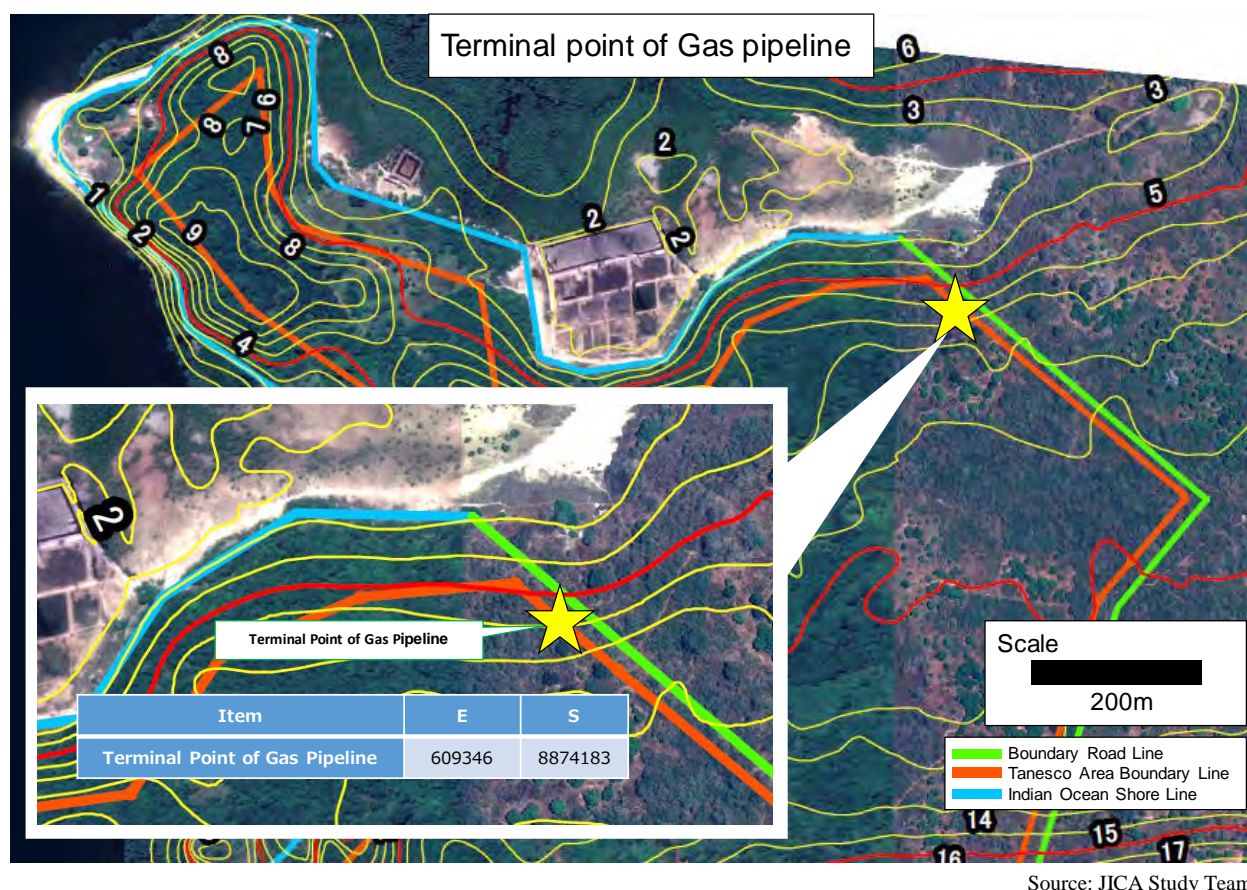 Terminal point of Gas pipeline
8
6
3
3
9
8
7
2
5
1
2
9
8
2
2
4
2
Terminal Point of Gas Pipeline
Item E S
Terminal Point of Gas Pipeline 609346 8874183
Scale
200m
Boundary Road Line
Tanesco Area Boundary Line
Indian Ocean Shore Line
14
15
16
17
Source: JICA Study Team